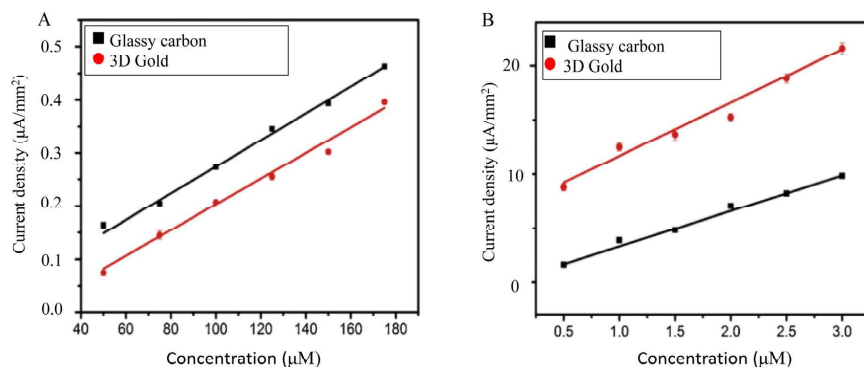 A
Glassy carbon
3D Gold
Current density (µA/mm²)
0.5
0.4
0.3
0.2
0.1
0.0
40 60 80 100 120 140 160 180
Concentration (µM)
B
Glassy carbon
3D Gold
Current density (µA/mm²)
20
10
0
0.5 1.0 1.5 2.0 2.5 3.0
Concentration (µM)